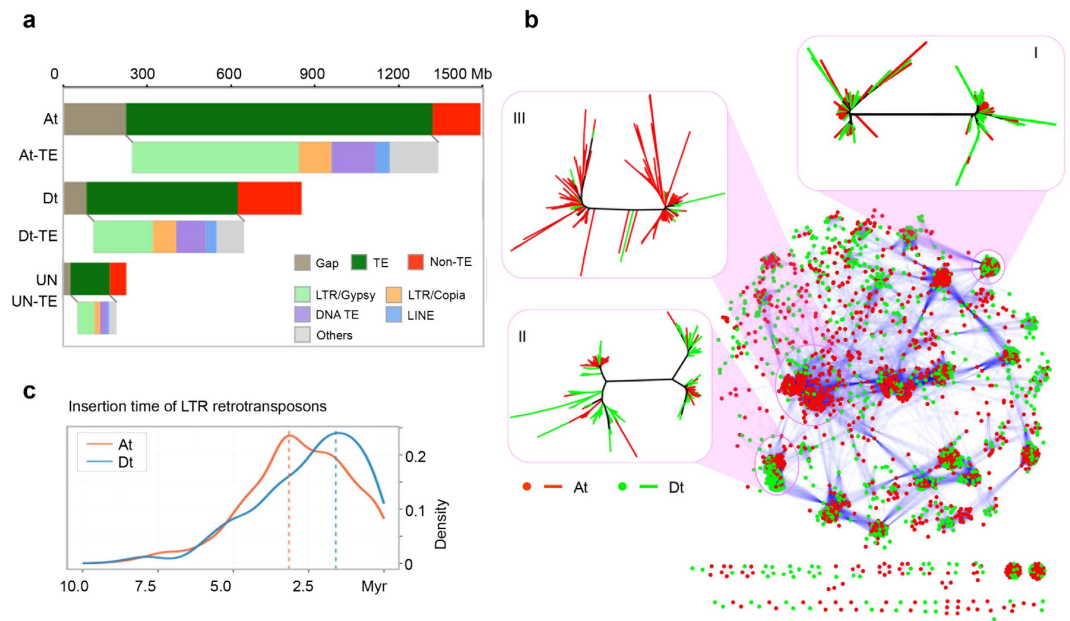 a
0 300 600 900 1500 Mb
At
At-TE
Dt
Dt-TE
UN
UN-TE
Gap TE Non-TE
LTR/Gypsy LTR/Copia
DNA TE LINE
Others
b
I
III
II
At Dt
c
Insertion time of LTR retrotransposons
At
Dt
0.2
0.1
0
Density
10.0 7.5 5.0 2.5 Myr